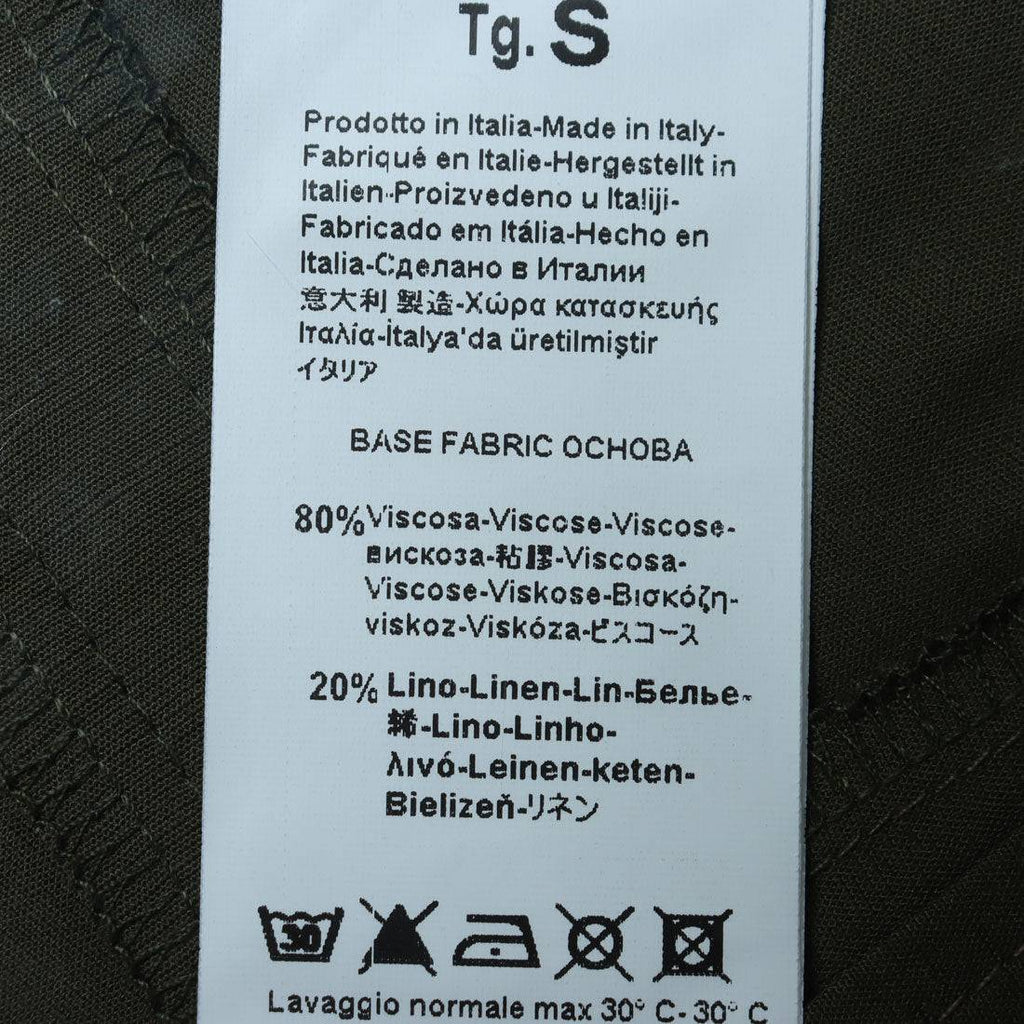 Tg. S
Prodotto in Italia-Made in Italy-
Fabriqué en Italie-Hergestellt in
Italien-Proizvedeno u Italiji-
Fabricado em Itália-Hecho en
Italia-Сделано в Италии
意大利 製造-Χώρα κατασκευής
Ιταλία-İtalya'da üretilmiştir
イタリア
BASE FABRIC ОСНОВА
80% Viscosa-Viscose-Viscose-
вискоза-粘膠-Viscosa-
Viscose-Viskose-Βισκόζη-
viskoz-Viskóza-ビスコース
20% Lino-Linen-Lin-Белье-
-Lino-Linho-
λινό-Leinen-keten-
Bielizeň-リネン
30
Lavaggio normale max 30° C-30° C